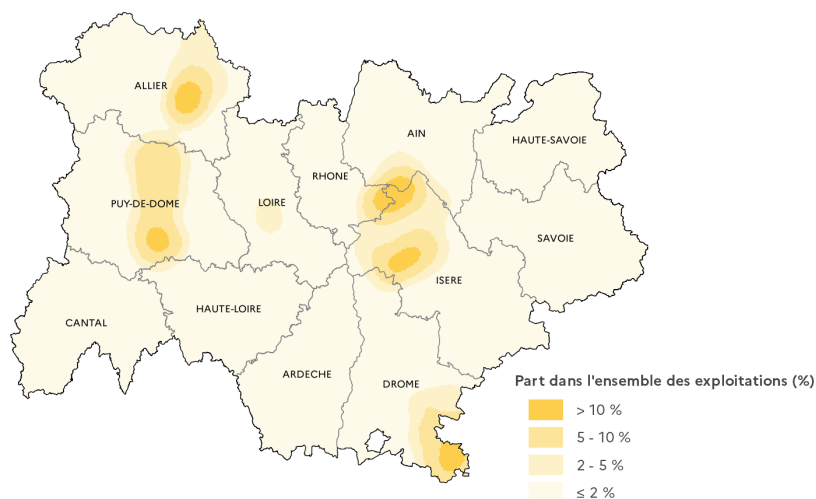 ALLIER
AIN
HAUTE-SAVOIE
RHONE
PUY-DE-DOME
LOIRE
SAVOIE
ISERE
HAUTE-LOIRE
CANTAL
ARDECHE
DROME
Part dans l'ensemble des exploitations (%)
> 10 %
5 - 10 %
2 - 5 %
≤ 2 %